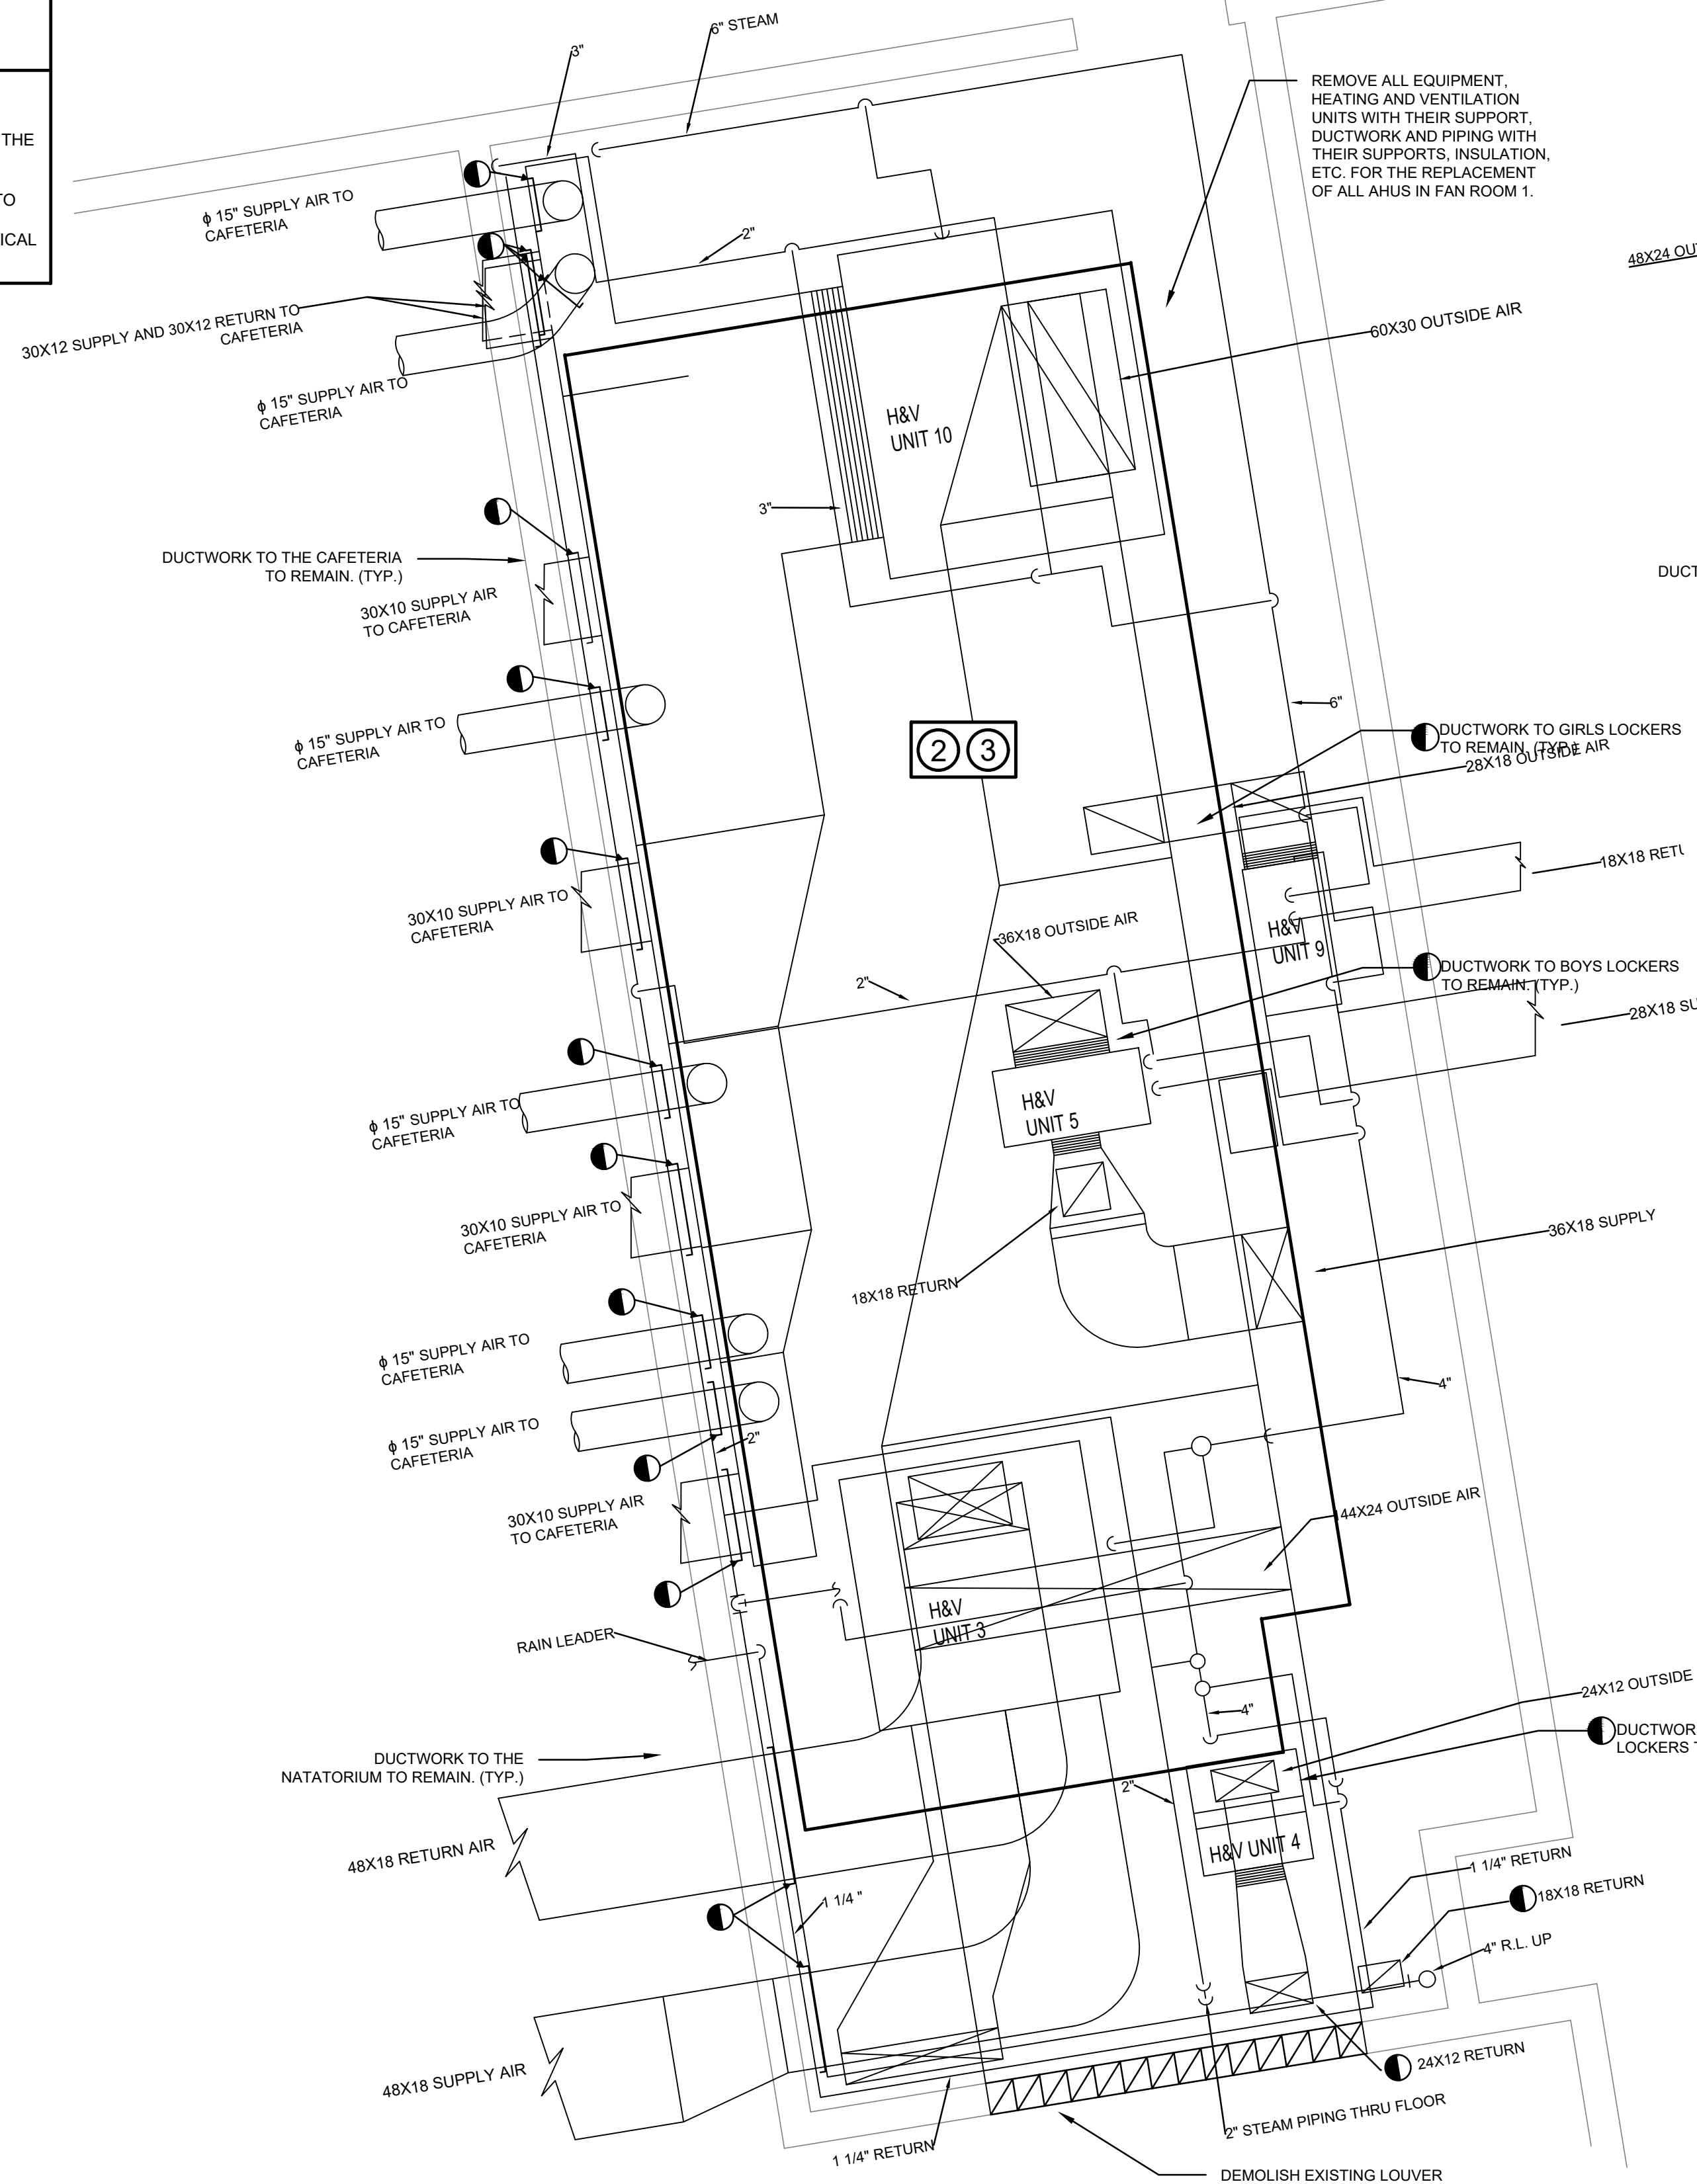 THE
TO
ICAL
3"
6" STEAM
REMOVE ALL EQUIPMENT,
HEATING AND VENTILATION
UNITS WITH THEIR SUPPORT,
DUCTWORK AND PIPING WITH
THEIR SUPPORTS, INSULATION,
ETC. FOR THE REPLACEMENT
OF ALL AHUS IN FAN ROOM 1.
ϕ 15" SUPPLY AIR TO
CAFETERIA
2"
48X24
30X12 SUPPLY AND 30X12 RETURN TO
CAFETERIA
60X30 OUTSIDE AIR
ϕ 15" SUPPLY AIR TO
CAFETERIA
H&V
UNIT 10
3"
DUCTWORK TO THE CAFETERIA
TO REMAIN. (TYP.)
30X10 SUPPLY AIR
TO CAFETERIA
DUCT
6"
ϕ 15" SUPPLY AIR TO
CAFETERIA
2 3
DUCTWORK TO GIRLS LOCKERS
TO REMAIN. (TYP.)
28X18 OUTSIDE AIR
18X18
30X10 SUPPLY AIR TO
CAFETERIA
36X18 OUTSIDE AIR
H&V
UNIT 9
2"
DUCTWORK TO BOYS LOCKERS
TO REMAIN. (TYP.)
28X18
H&V
UNIT 5
ϕ 15" SUPPLY AIR TO
CAFETERIA
30X10 SUPPLY AIR TO
CAFETERIA
36X18 SUPPLY
18X18 RETURN
ϕ 15" SUPPLY AIR TO
CAFETERIA
4"
ϕ 15" SUPPLY AIR TO
CAFETERIA
2"
30X10 SUPPLY AIR
TO CAFETERIA
44X24 OUTSIDE AIR
H&V
UNIT 3
RAIN LEADER
24X12 OUTSIDE
4"
DUCTWOR
LOCKERS
DUCTWORK TO THE
NATATORIUM TO REMAIN. (TYP.)
2"
48X18 RETURN AIR
H&V UNIT 4
1 1/4" RETURN
1 1/4 "
18X18 RETURN
4" R.L. UP
48X18 SUPPLY AIR
24X12 RETURN
2" STEAM PIPING THRU FLOOR
1 1/4" RETURN
DEMOLISH EXISTING LOUVER